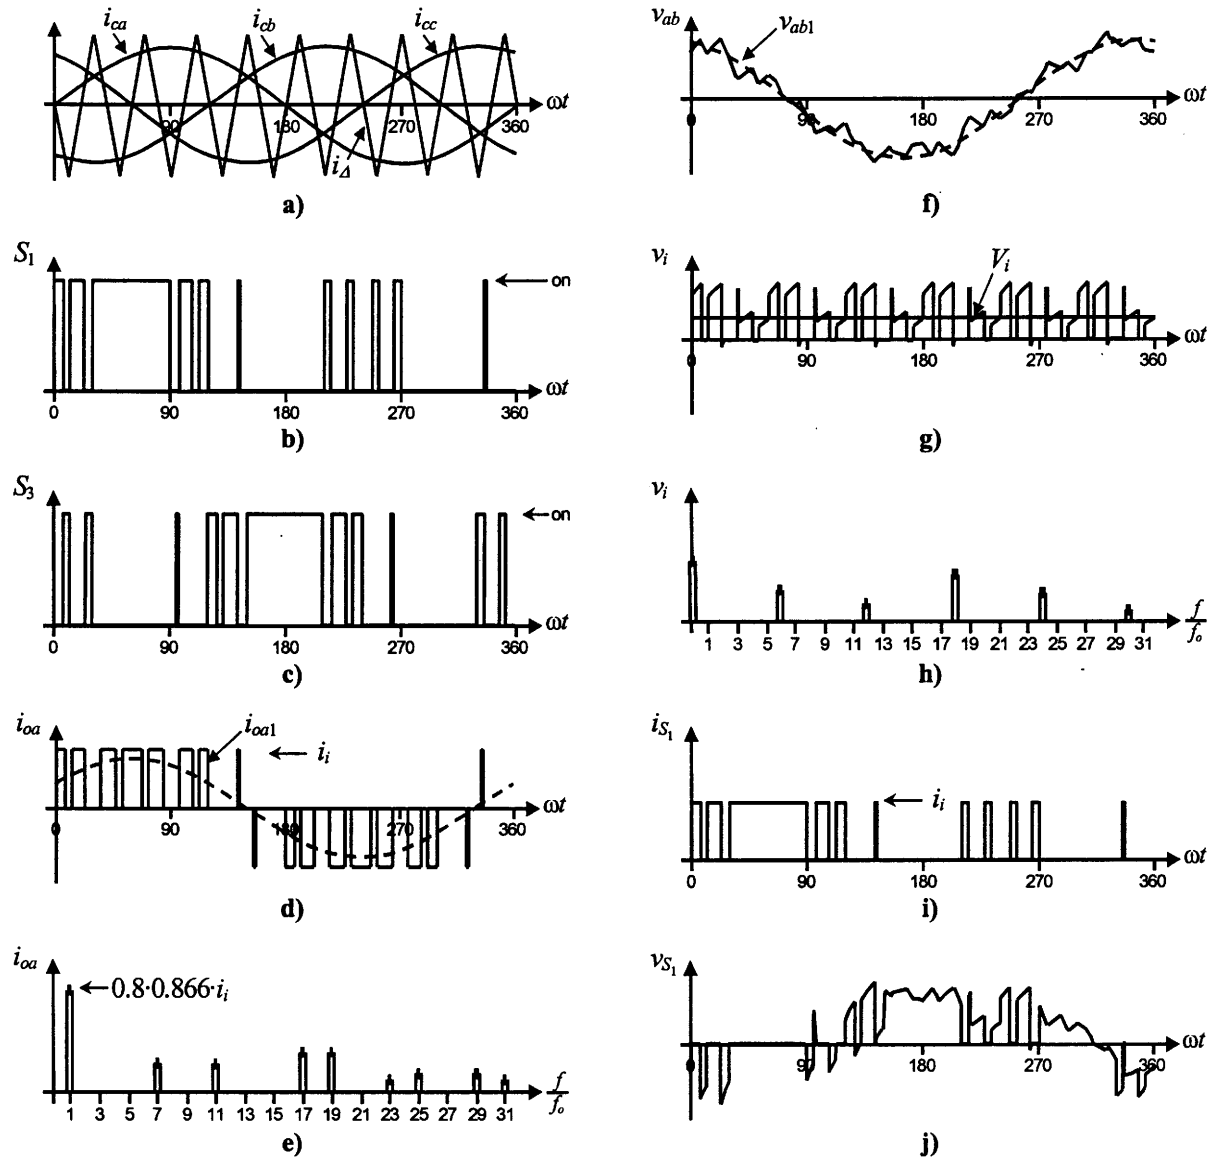 i_ca i_cb i_cc
ωt
90 180 270 360
i_Δ
a)
S_1
on
ωt
0 90 180 270 360
b)
S_3
on
ωt
0 90 180 270 360
c)
i_oa
i_oa1
i_i
ωt
0 90 180 270 360
d)
i_oa
0.8·0.866·i_i
f/f_o
1 3 5 7 9 11 13 15 17 19 21 23 25 27 29 31
e)
v_ab
v_ab1
ωt
0 90 180 270 360
f)
v_i
V_i
ωt
0 90 180 270 360
g)
v_i
f/f_o
1 3 5 7 9 11 13 15 17 19 21 23 25 27 29 31
h)
i_S_1
i_i
ωt
0 90 180 270 360
i)
v_S_1
ωt
0 90 180 270 360
j)